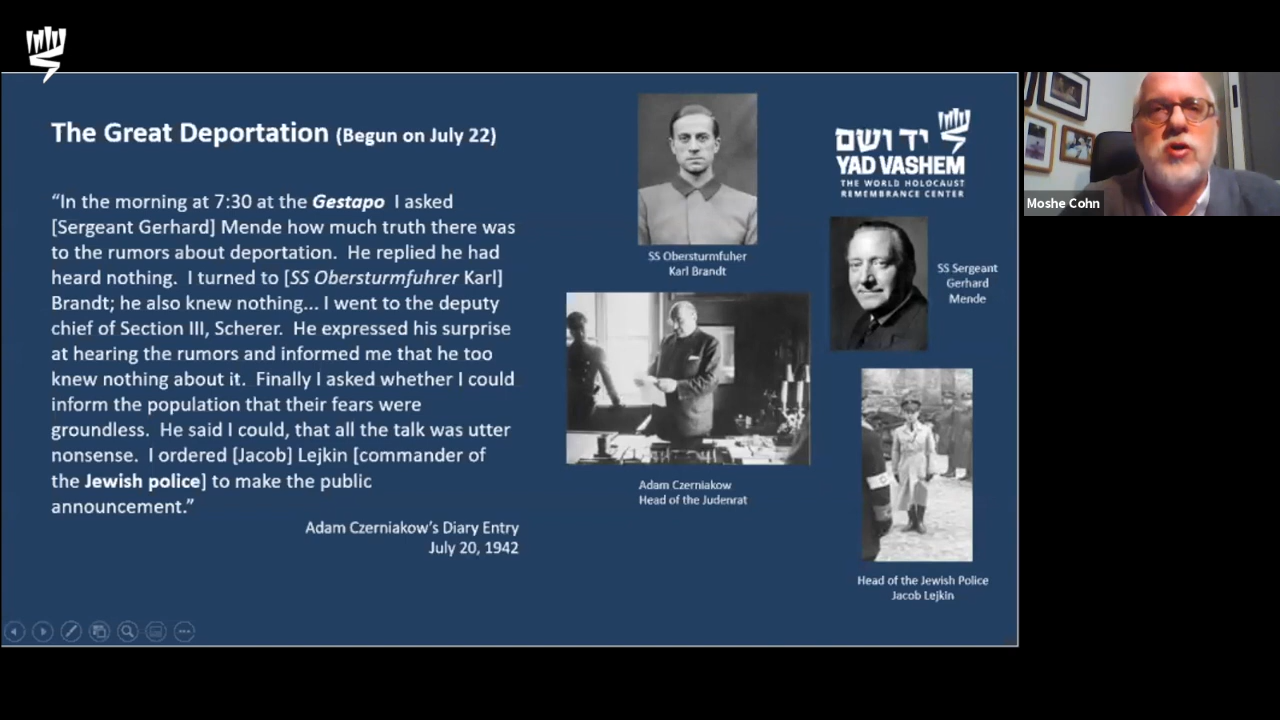 The Great Deportation (Begun on July 22)
“In the morning at 7:30 at the Gestapo I asked
[Sergeant Gerhard] Mende how much truth there was
to the rumors about deportation. He replied he had
heard nothing. I turned to [SS Obersturmfuhrer Karl]
Brandt; he also knew nothing... I went to the deputy
chief of Section III, Scherer. He expressed his surprise
at hearing the rumors and informed me that he too
knew nothing about it. Finally I asked whether I could
inform the population that their fears were
groundless. He said I could, that all the talk was utter
nonsense. I ordered [Jacob] Lejkin [commander of
the Jewish police] to make the public
announcement.”
Adam Czerniakow’s Diary Entry
July 20, 1942
SS Obersturmfuher
Karl Brandt
יד ושם
YAD VASHEM
THE WORLD HOLOCAUST
REMEMBRANCE CENTER
SS Sergeant
Gerhard
Mende
Adam Czerniakow
Head of the Judenrat
Head of the Jewish Police
Jacob Lejkin
Moshe Cohn